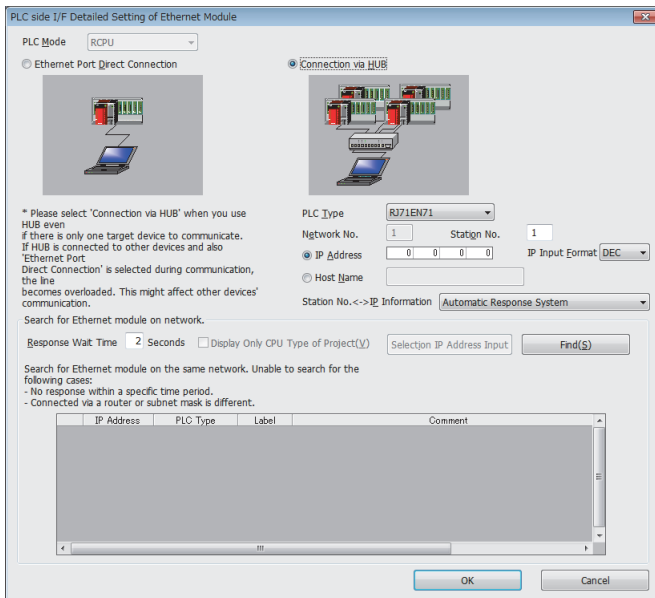 PLC side I/F Detailed Setting of Ethernet Module
PLC Mode RCPU
Ethernet Port Direct Connection
Connection via HUB
* Please select 'Connection via HUB' when you use
HUB even
if there is only one target device to communicate.
If HUB is connected to other devices and also
'Ethernet Port
Direct Connection' is selected during communication,
the line
becomes overloaded. This might affect other devices'
communication.
PLC Type RJ71EN71
Network No. 1 Station No. 1
IP Address 0 0 0 0 IP Input Format DEC
Host Name
Station No.<->IP Information Automatic Response System
Search for Ethernet module on network.
Response Wait Time 2 Seconds Display Only CPU Type of Project(V) Selection IP Address Input Find(S)
Search for Ethernet module on the same network. Unable to search for the
following cases:
- No response within a specific time period.
- Connected via a router or subnet mask is different.
IP Address PLC Type Label Comment
OK Cancel